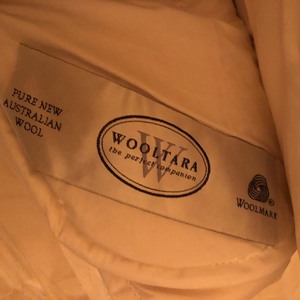 PURE NEW
AUSTRALIAN
WOOL
W
WOOLTARA
the perfect companion
WOOLMARK
®